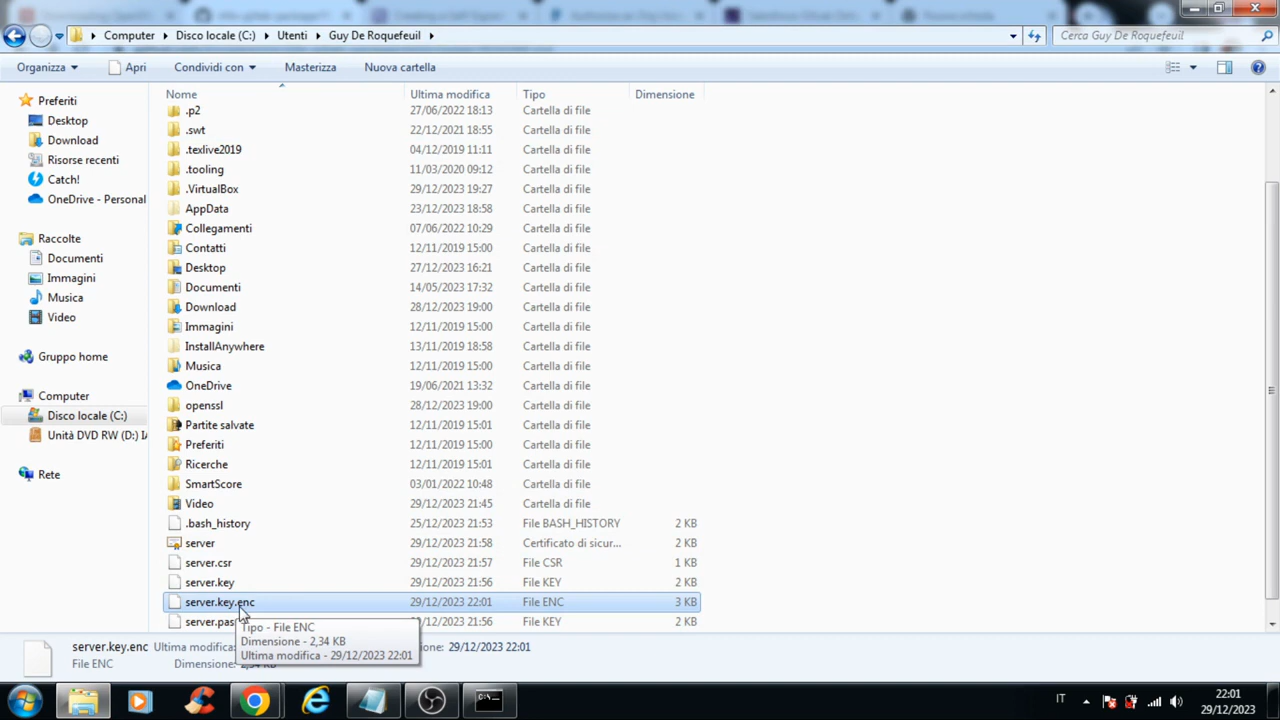 Computer ▸ Disco locale (C:) ▸ Utenti ▸ Guy De Roquefeuil ▸
Cerca Guy De Roquefeuil
Organizza Apri Condividi con Masterizza Nuova cartella
Nome Ultima modifica Tipo Dimensione
Preferiti
Desktop
Download
Risorse recenti
Catch!
OneDrive - Personal
Raccolte
Documenti
Immagini
Musica
Video
Gruppo home
Computer
Disco locale (C:)
Unità DVD RW (D:)
Rete
.p2 27/06/2022 18:13 Cartella di file
.swt 22/12/2021 18:55 Cartella di file
.texlive2019 04/12/2019 11:11 Cartella di file
.tooling 11/03/2020 09:12 Cartella di file
.VirtualBox 29/12/2023 19:27 Cartella di file
AppData 23/12/2023 18:58 Cartella di file
Collegamenti 07/06/2022 10:29 Cartella di file
Contatti 12/11/2019 15:00 Cartella di file
Desktop 27/12/2023 16:21 Cartella di file
Documenti 14/05/2023 17:32 Cartella di file
Download 28/12/2023 19:00 Cartella di file
Immagini 12/11/2019 15:00 Cartella di file
InstallAnywhere 13/11/2019 18:58 Cartella di file
Musica 12/11/2019 15:00 Cartella di file
OneDrive 19/06/2021 13:32 Cartella di file
openssl 28/12/2023 19:00 Cartella di file
Partite salvate 12/11/2019 15:01 Cartella di file
Preferiti 12/11/2019 15:00 Cartella di file
Ricerche 12/11/2019 15:01 Cartella di file
SmartScore 03/01/2022 10:48 Cartella di file
Video 29/12/2023 21:45 Cartella di file
.bash_history 25/12/2023 21:53 File BASH_HISTORY 2 KB
server 29/12/2023 21:58 Certificato di sicur... 2 KB
server.csr 29/12/2023 21:57 File CSR 1 KB
server.key 29/12/2023 21:56 File KEY 2 KB
server.key.enc 29/12/2023 22:01 File ENC 3 KB
server.pas 21:56 File KEY 2 KB
Tipo - File ENC
Dimensione - 2,34 KB
Ultima modifica - 29/12/2023 22:01
server.key.enc Ultima modifica: 29/12/2023 22:01
File ENC Dimensione: 2,34 KB
IT
22:01
29/12/2023